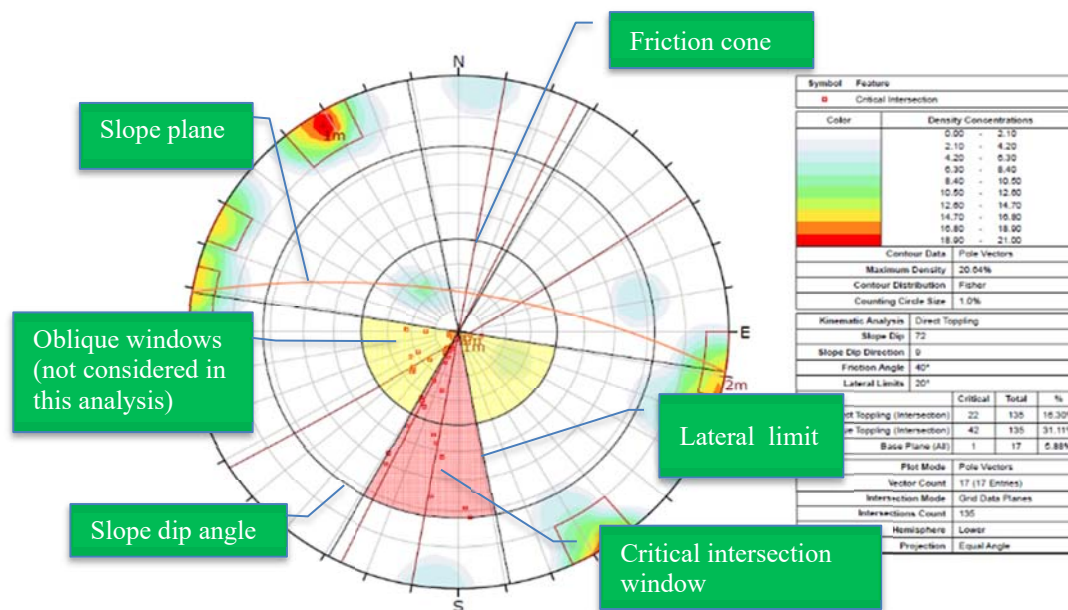 Friction cone
N
Slope plane
1m
E
Oblique windows
(not considered in
this analysis)
1m
2m
Lateral limit
Slope dip angle
Critical intersection
window
S
Symbol Feature
Critical Intersection
Color Density Concentrations
0.00 - 2.10
2.10 - 4.20
4.20 - 6.30
6.30 - 8.40
8.40 - 10.50
10.50 - 12.60
12.60 - 14.70
14.70 - 16.80
16.80 - 18.90
18.90 - 21.00
Contour Data Pole Vectors
Maximum Density 20.64%
Contour Distribution Fisher
Counting Circle Size 1.0%
Kinematic Analysis Direct Toppling
Slope Dip 72
Slope Dip Direction 9
Friction Angle 40°
Lateral Limits 20°
Critical Total %
Toppling (Intersection) 22 135 16.30%
Toppling (Intersection) 42 135 31.11%
Base Plane (All) 1 17 5.88%
Plot Mode Pole Vectors
Vector Count 17 (17 Entries)
Intersection Mode Grid Data Planes
Intersections Count 135
Hemisphere Lower
Projection Equal Angle